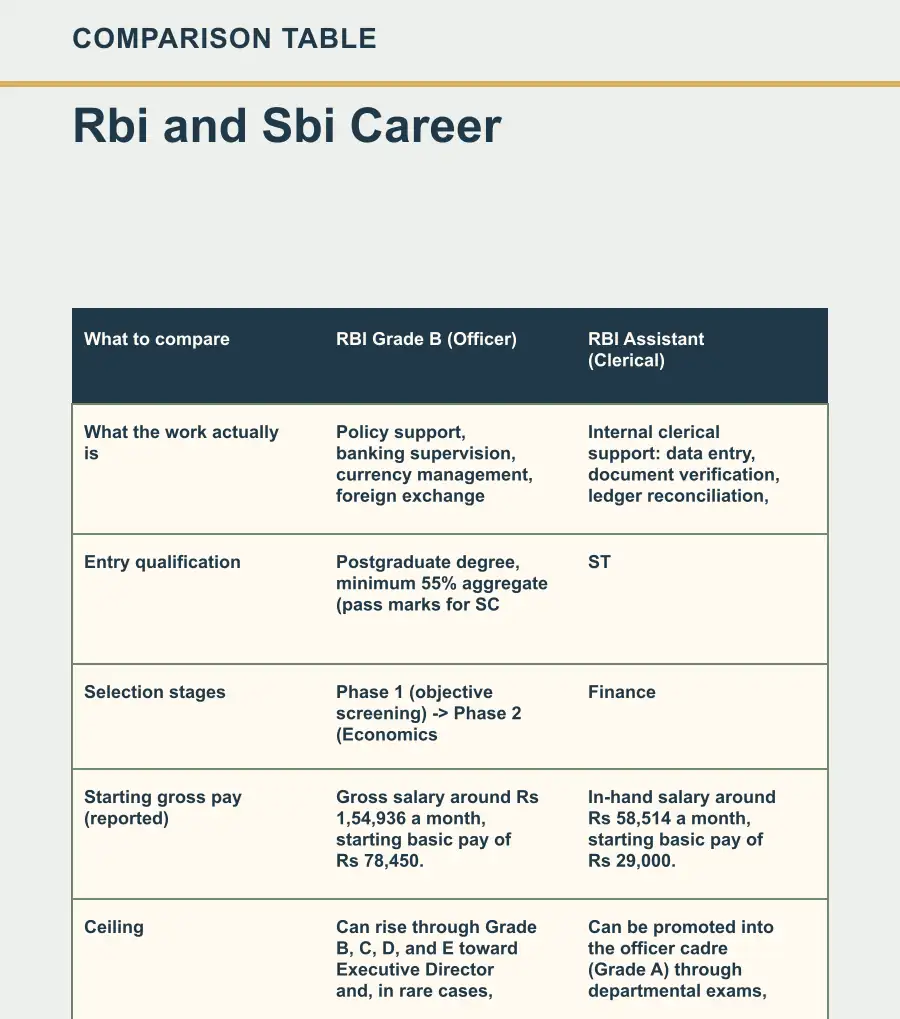 COMPARISON TABLE
Rbi and Sbi Career
What to compare
RBI Grade B (Officer)
RBI Assistant
(Clerical)
What the work actually
is
Policy support,
banking supervision,
currency management,
foreign exchange
Internal clerical
support: data entry,
document verification,
ledger reconciliation,
Entry qualification
Postgraduate degree,
minimum 55% aggregate
(pass marks for SC
ST
Selection stages
Phase 1 (objective
screening) -> Phase 2
(Economics
Finance
Starting gross pay
(reported)
Gross salary around Rs
1,54,936 a month,
starting basic pay of
Rs 78,450.
In-hand salary around
Rs 58,514 a month,
starting basic pay of
Rs 29,000.
Ceiling
Can rise through Grade
B, C, D, and E toward
Executive Director
and, in rare cases,
Can be promoted into
the officer cadre
(Grade A) through
departmental exams,